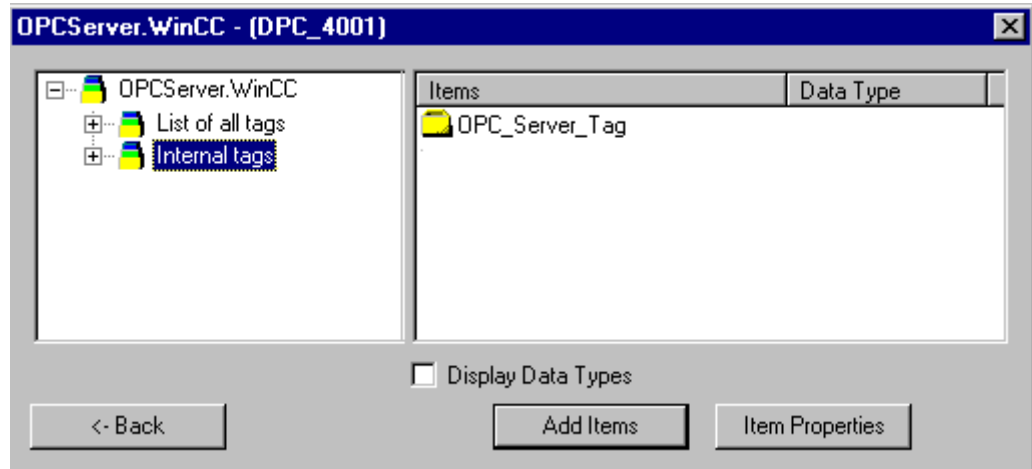 OPCServer.WinCC - (DPC_4001)
OPCServer.WinCC
List of all tags
Internal tags
Items Data Type
OPC_Server_Tag
Display Data Types
<- Back Add Items Item Properties